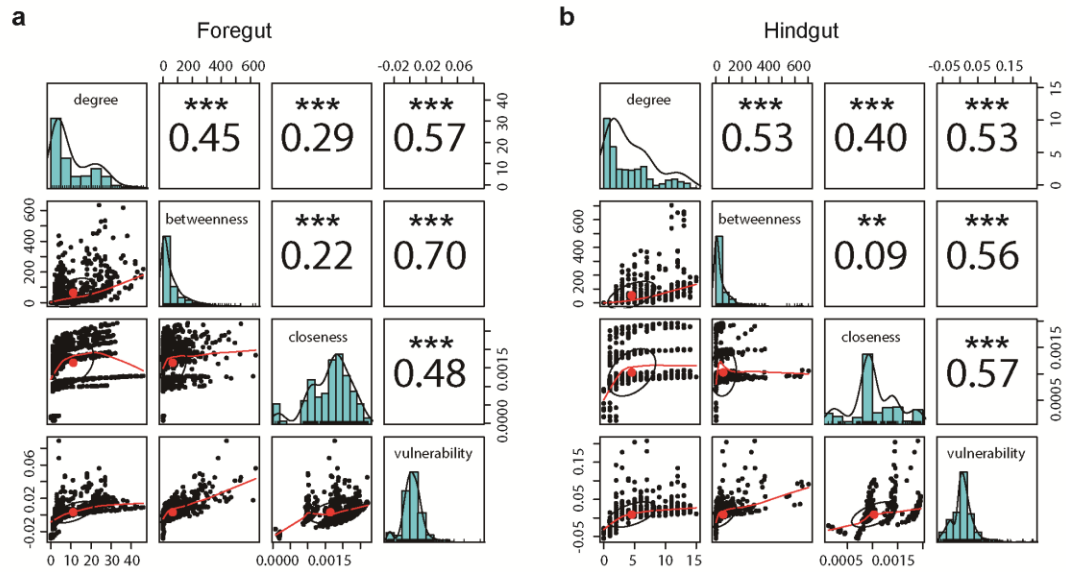 a
Foregut
0 200 400 600
-0.02 0.02 0.06
degree
***
0.45
***
0.29
***
0.57
0 10 20 30 40
0 100 200 400 600
betweenness
***
0.22
***
0.70
closeness
***
0.48
0.0000 0.0015
-0.02 0.02 0.06
vulnerability
0 10 20 30 40
0.0000 0.0015
b
Hindgut
0 200 400 600
-0.05 0.05 0.15
degree
***
0.53
***
0.40
***
0.53
0 5 10 15
0 100 300 500 700
betweenness
**
0.09
***
0.56
closeness
***
0.57
0.0005 0.0015
-0.05 0.05 0.15
vulnerability
0 5 10 15
0.0005 0.0015